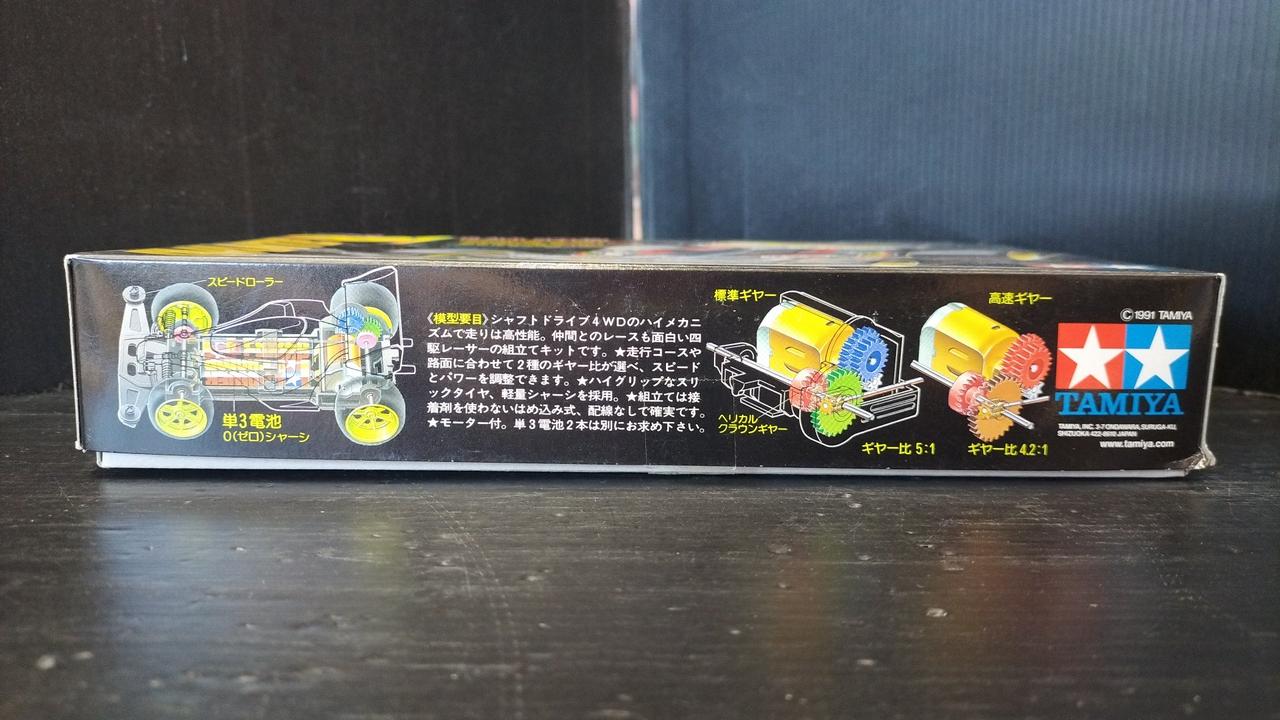 スピードローラー
単3電池
0(ゼロ)シャーシ
《模型要目》シャフトドライブ4WDのハイメカニ
ズムで走りは高性能。仲間とのレースも面白い四
駆レーサーの組立てキットです。★走行コースや
路面に合わせて2種のギヤー比が選べ、スピード
とパワーを調整できます。★ハイグリップなスリ
ックタイヤ、軽量シャーシを採用。★組立ては接
着剤を使わないはめ込み式、配線なしで確実です。
★モーター付。単3電池2本は別にお求め下さい。
標準ギヤー
ヘリカル
クラウンギヤー
ギヤー比 5:1
高速ギヤー
ギヤー比 4.2:1
©1991 TAMIYA
TAMIYA
TAMIYA, INC. 3-7 ONDAWARA, SURUGA-KU,
SHIZUOKA 422-8610 JAPAN
www.tamiya.com